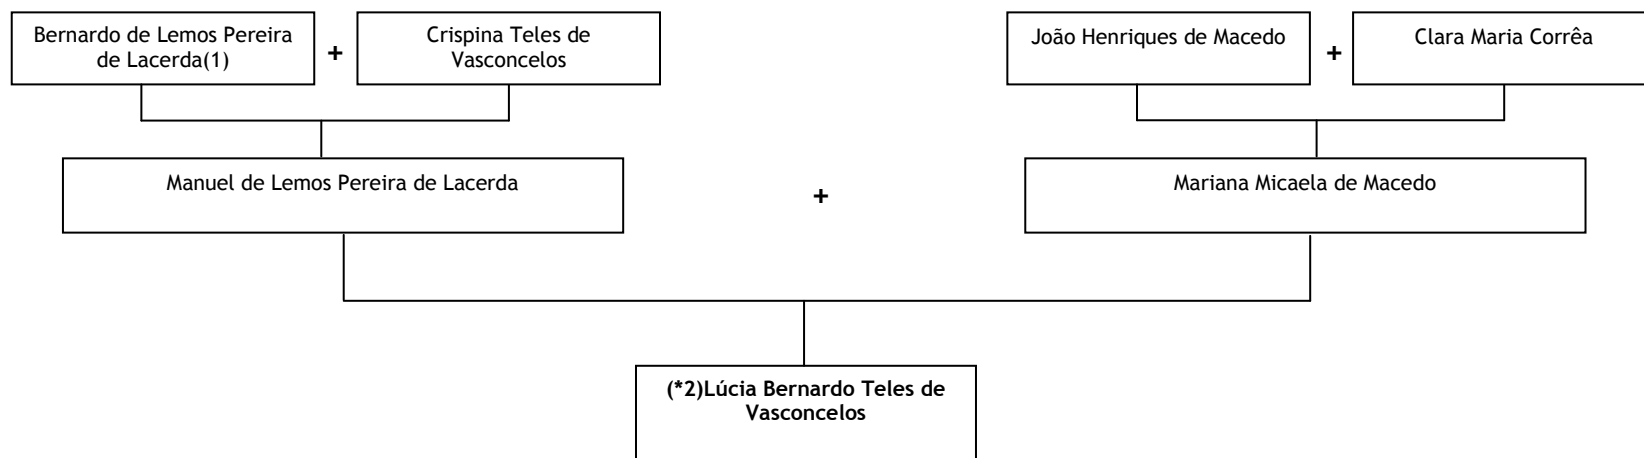 Bernardo de Lemos Pereira
de Lacerda(1)
+
Crispina Teles de
Vasconcelos
João Henriques de Macedo
+
Clara Maria Corrêa
Manuel de Lemos Pereira de Lacerda
+
Mariana Micaela de Macedo
(*2)Lúcia Bernardo Teles de
Vasconcelos